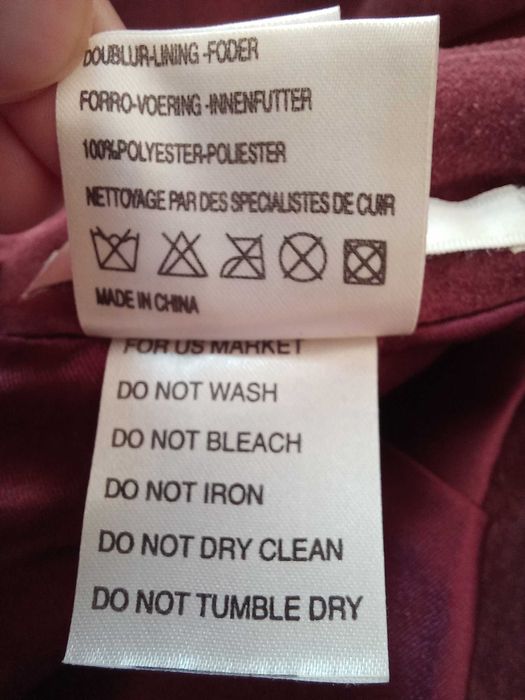 DOUBLUR-LINING-FODER
FORRO-VOERING-INNENFUTTER
100%POLYESTER-POLIESTER
NETTOYAGE PAR DES SPECIALISTES DE CUIR
MADE IN CHINA
FOR US MARKET
DO NOT WASH
DO NOT BLEACH
DO NOT IRON
DO NOT DRY CLEAN
DO NOT TUMBLE DRY